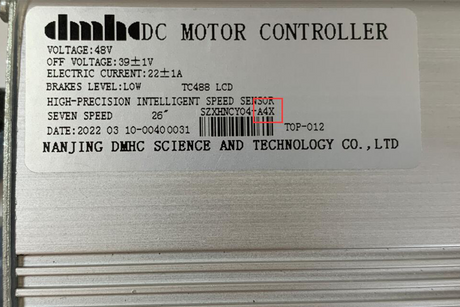 dmhc DC MOTOR CONTROLLER
VOLTAGE:48V
OFF VOLTAGE:39±1V
ELECTRIC CURRENT:22±1A
BRAKES LEVEL:LOW TC488 LCD
HIGH-PRECISION INTELLIGENT SPEED SENSOR
SEVEN SPEED 26" SZXHNCY04-A4X
DATE:2022 03 10-00400031 TOP-012
NANJING DMHC SCIENCE AND TECHNOLOGY CO.,LTD